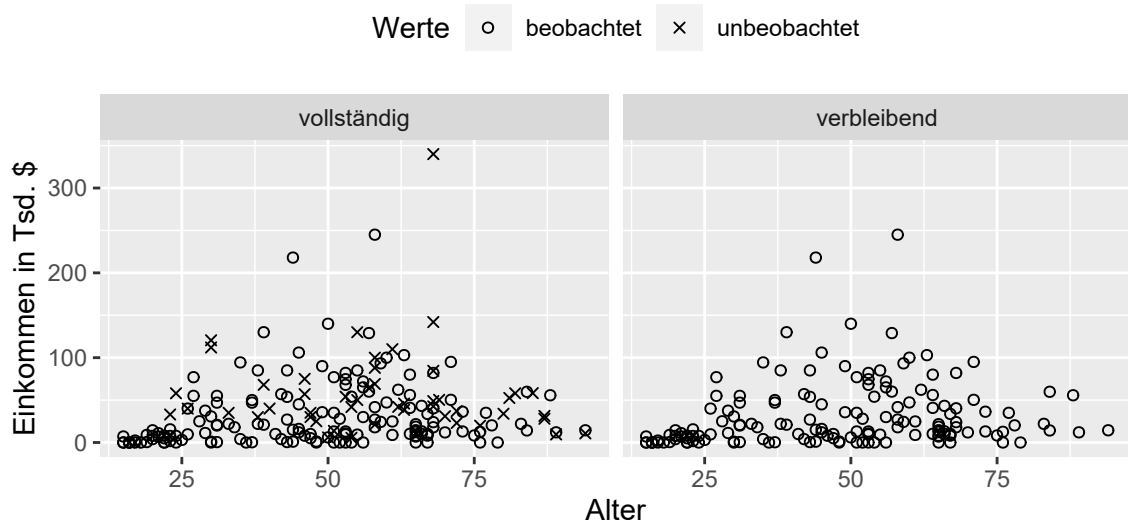 Werte beobachtet unbeobachtet
vollständig verbleibend
Einkommen in Tsd. $
300
200
100
0
25 50 75 25 50 75
Alter